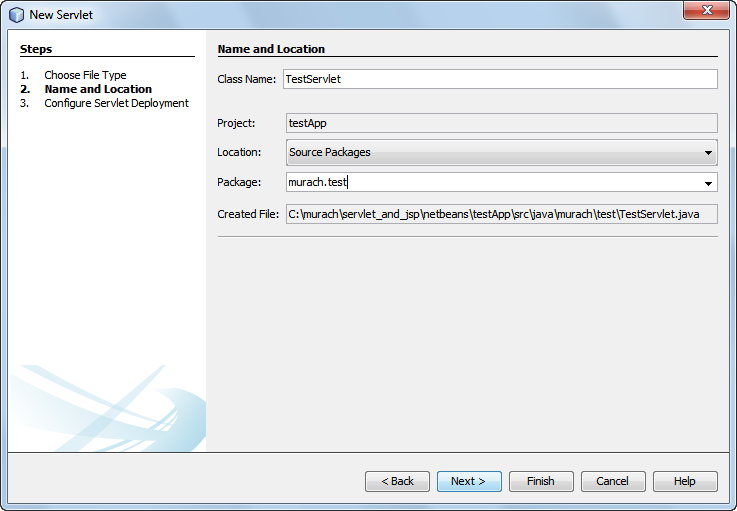 New Servlet
Steps
1. Choose File Type
2. Name and Location
3. Configure Servlet Deployment
Name and Location
Class Name: TestServlet
Project: testApp
Location: Source Packages
Package: murach.test
Created File: C:\murach\servlet_and_jsp\netbeans\testApp\src\java\murach\test\TestServlet.java
< Back Next > Finish Cancel Help